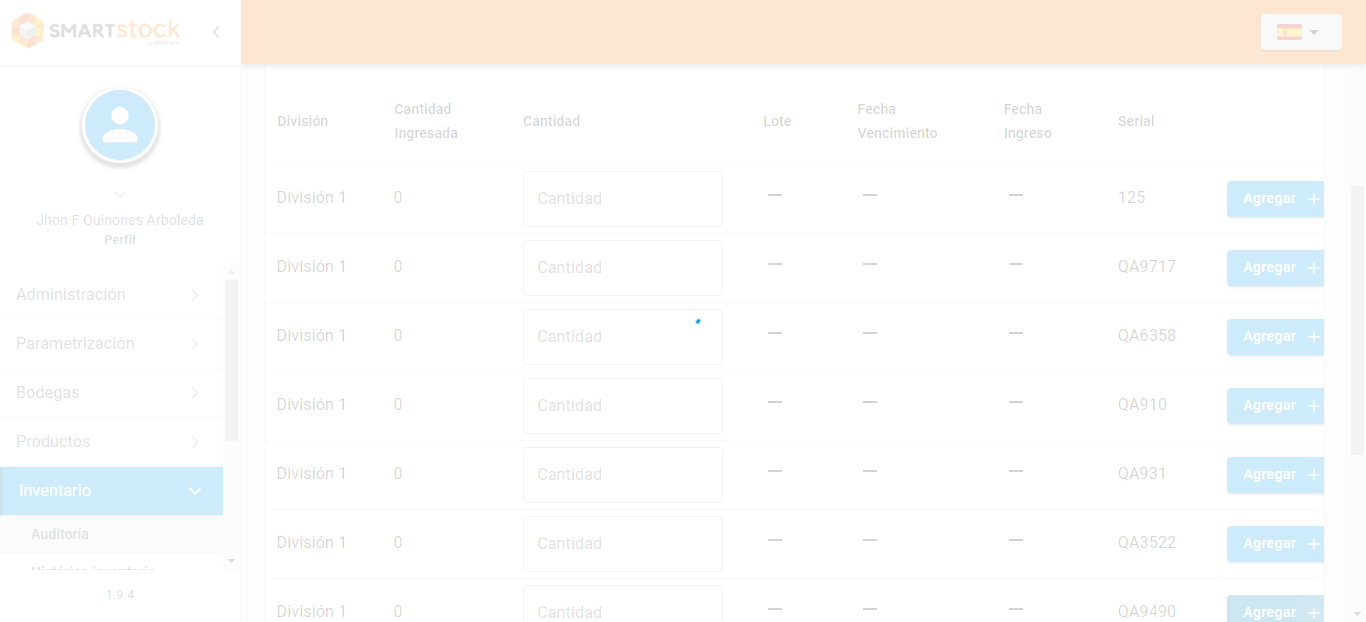 SMARTstock
División
Cantidad
Ingresada
Cantidad
Lote
Fecha
Vencimiento
Fecha
Ingreso
Serial
División 1 0 Cantidad — — — 125 Agregar +
División 1 0 Cantidad — — — QA9717 Agregar +
División 1 0 Cantidad — — — QA6358 Agregar +
División 1 0 Cantidad — — — QA910 Agregar +
División 1 0 Cantidad — — — QA931 Agregar +
División 1 0 Cantidad — — — QA3522 Agregar +
División 1 0 Cantidad — — — QA9490 Agregar +
Jhon F Quinones Arboleda
Perfil
Administración
Parametrización
Bodegas
Productos
Inventario
Auditoría
Histórico inventario
1.9.4